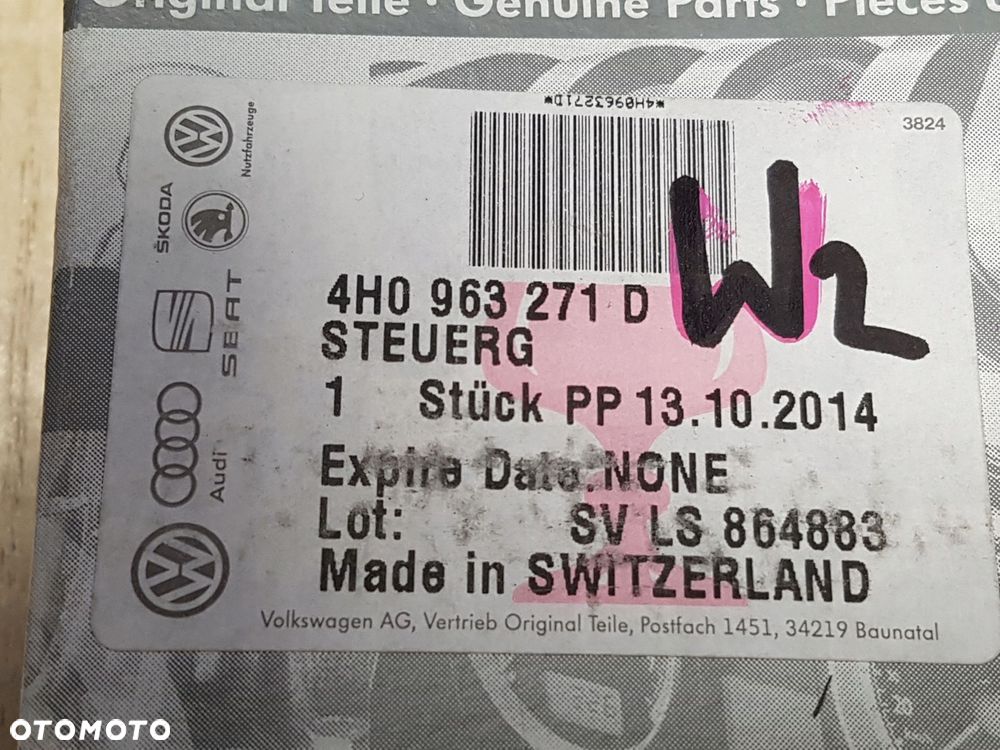 Original Teile · Genuine Parts · Pièces
*4H0963271D*
3824
Nutzfahrzeuge
ŠKODA
SEAT
Audi
W2
4H0 963 271 D
STEUERG
1 Stück PP 13.10.2014
Expire Date: NONE
Lot: SV LS 864883
Made in SWITZERLAND
Volkswagen AG, Vertrieb Original Teile, Postfach 1451, 34219 Baunatal
OTOMOTO